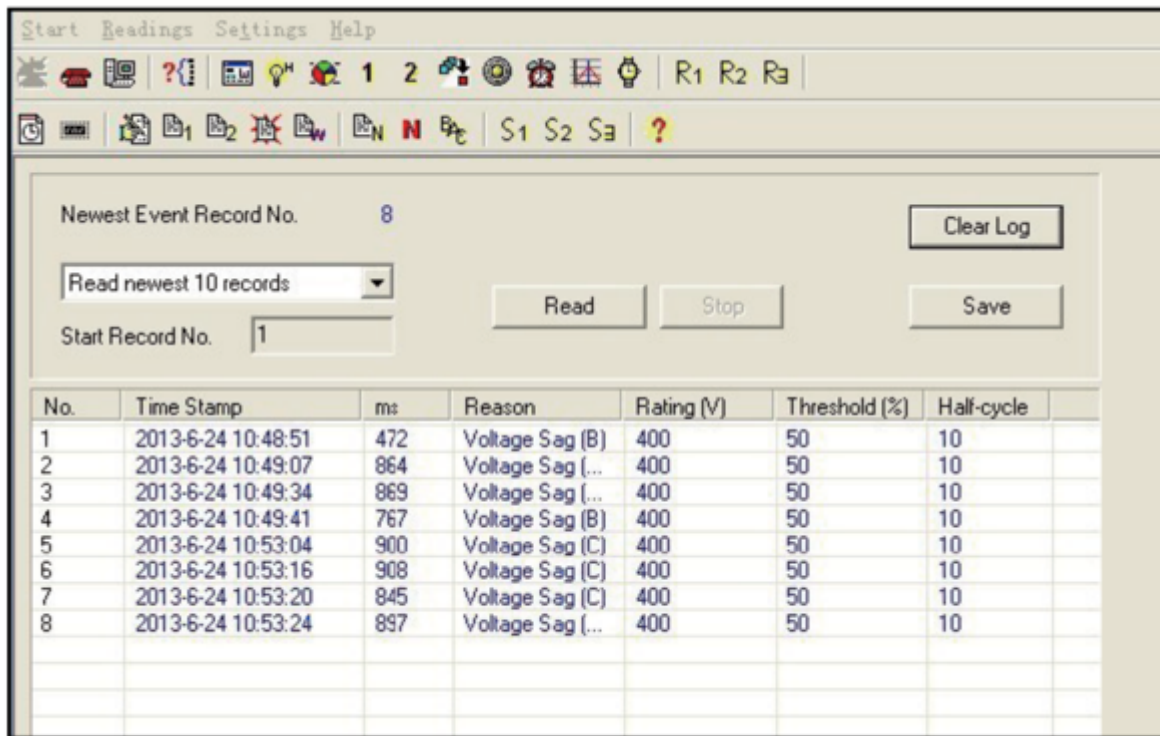 Start Readings Settings Help
?{ H 1 2 R1 R2 R3
1 2 W N N BAC S1 S2 S3 ?
Newest Event Record No. 8 Clear Log
Read newest 10 records Read Stop Save
Start Record No. 1
No. Time Stamp ms Reason Rating (V) Threshold (%) Half-cycle
1 2013-6-24 10:48:51 472 Voltage Sag (B) 400 50 10
2 2013-6-24 10:49:07 864 Voltage Sag (... 400 50 10
3 2013-6-24 10:49:34 869 Voltage Sag (... 400 50 10
4 2013-6-24 10:49:41 767 Voltage Sag (B) 400 50 10
5 2013-6-24 10:53:04 900 Voltage Sag (C) 400 50 10
6 2013-6-24 10:53:16 908 Voltage Sag (C) 400 50 10
7 2013-6-24 10:53:20 845 Voltage Sag (C) 400 50 10
8 2013-6-24 10:53:24 897 Voltage Sag (... 400 50 10